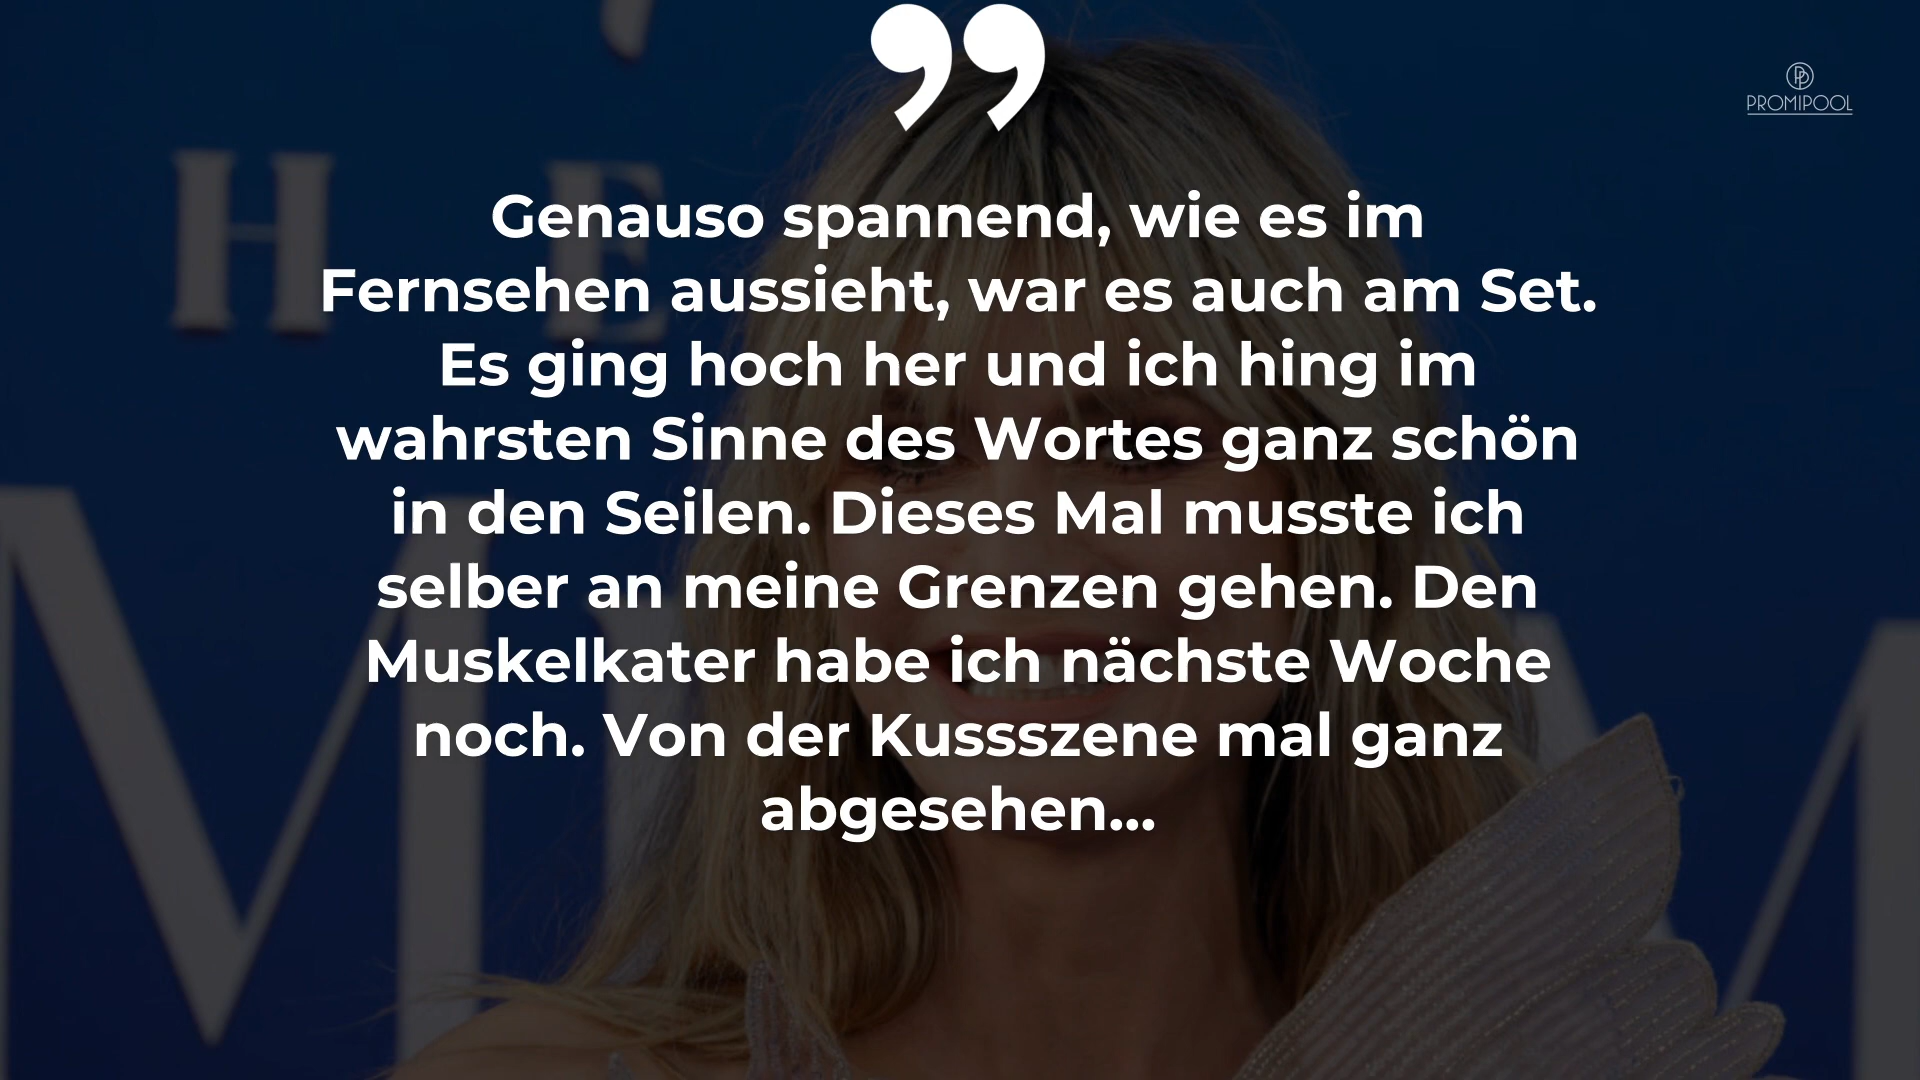 ”
PROMIPOOL
H E
M
Genauso spannend, wie es im
Fernsehen aussieht, war es auch am Set.
Es ging hoch her und ich hing im
wahrsten Sinne des Wortes ganz schön
in den Seilen. Dieses Mal musste ich
selber an meine Grenzen gehen. Den
Muskelkater habe ich nächste Woche
noch. Von der Kussszene mal ganz
abgesehen...